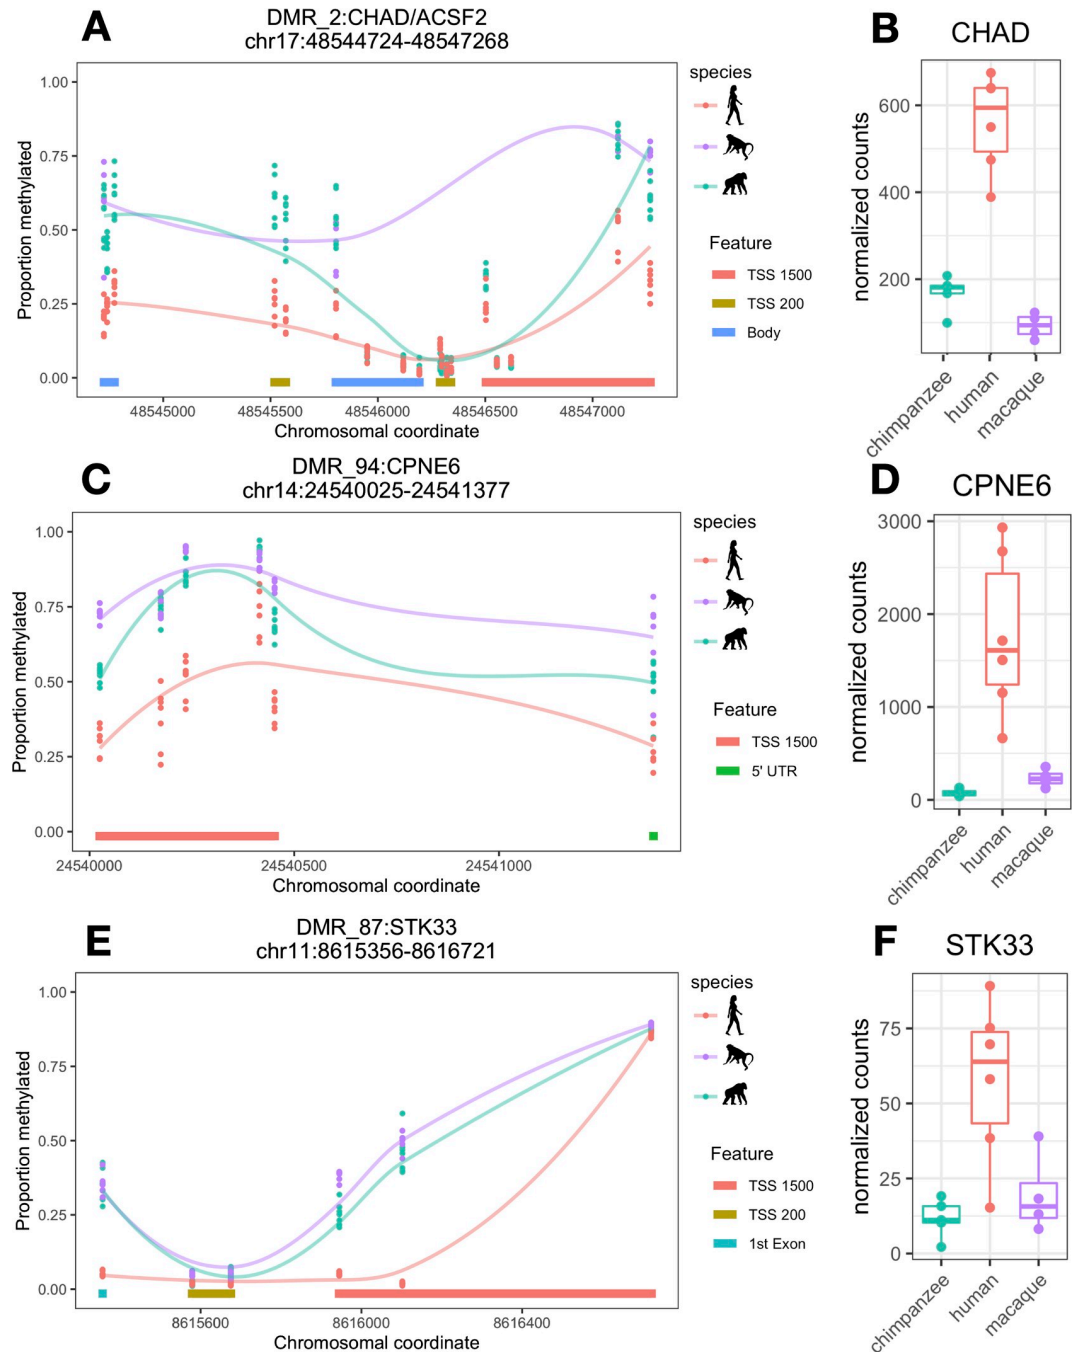 A
DMR_2:CHAD/ACSF2
chr17:48544724-48547268
Proportion methylated
1.00
0.75
0.50
0.25
0.00
48545000
48545500
48546000
48546500
48547000
Chromosomal coordinate
species
Feature
TSS 1500
TSS 200
Body
B
CHAD
normalized counts
600
400
200
chimpanzee
human
macaque
C
DMR_94:CPNE6
chr14:24540025-24541377
Proportion methylated
1.00
0.75
0.50
0.25
0.00
24540000
24540500
24541000
Chromosomal coordinate
species
Feature
TSS 1500
5' UTR
D
CPNE6
normalized counts
3000
2000
1000
0
chimpanzee
human
macaque
E
DMR_87:STK33
chr11:8615356-8616721
Proportion methylated
1.00
0.75
0.50
0.25
0.00
8615600
8616000
8616400
Chromosomal coordinate
species
Feature
TSS 1500
TSS 200
1st Exon
F
STK33
normalized counts
75
50
25
0
chimpanzee
human
macaque